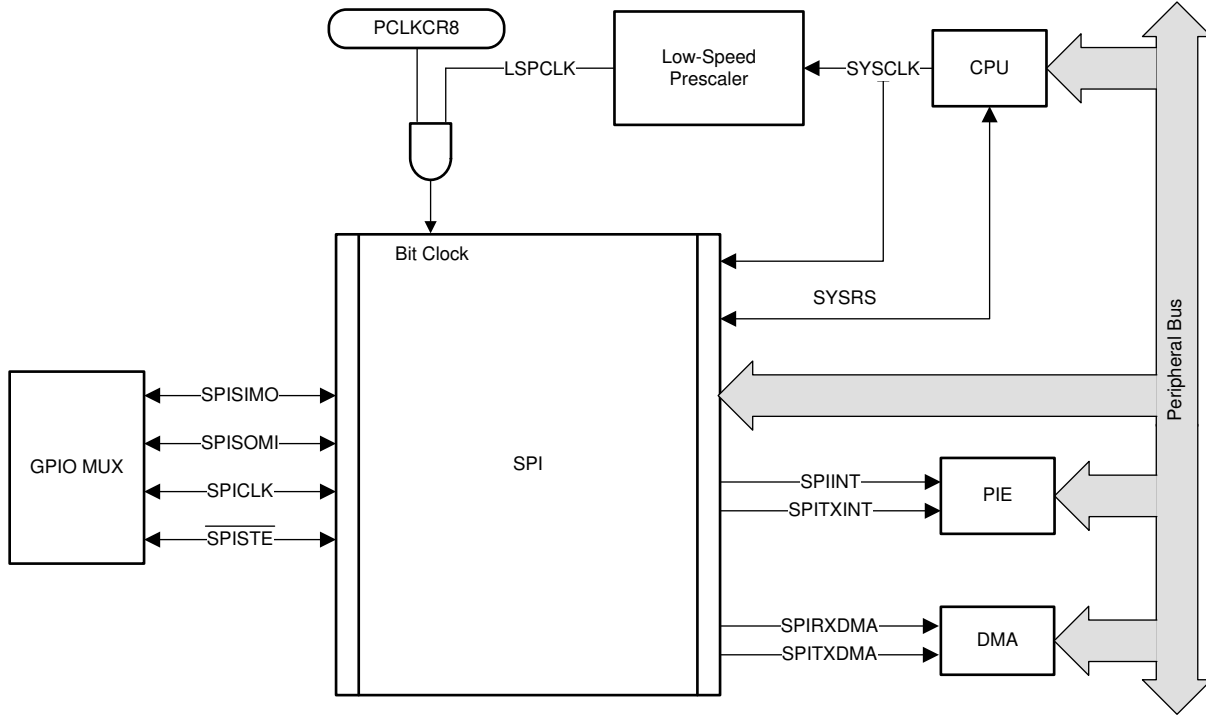 PCLKCR8
LSPCLK
Low-Speed
Prescaler
SYSCLK
CPU
Bit Clock
SYSRS
Peripheral Bus
GPIO MUX
SPISIMO
SPISOMI
SPICLK
SPISTE
SPI
SPIINT
SPITXINT
PIE
SPIRXDMA
SPITXDMA
DMA